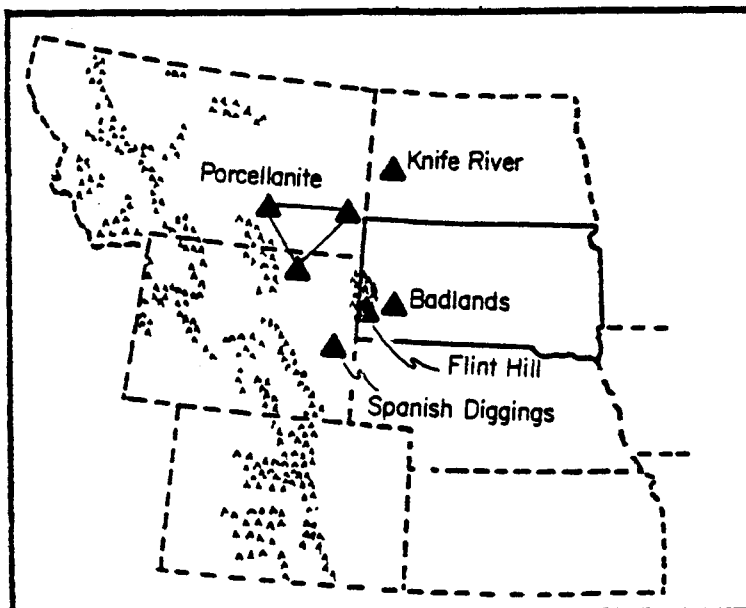 Knife River
Porcellanite
Badlands
Flint Hill
Spanish Diggings